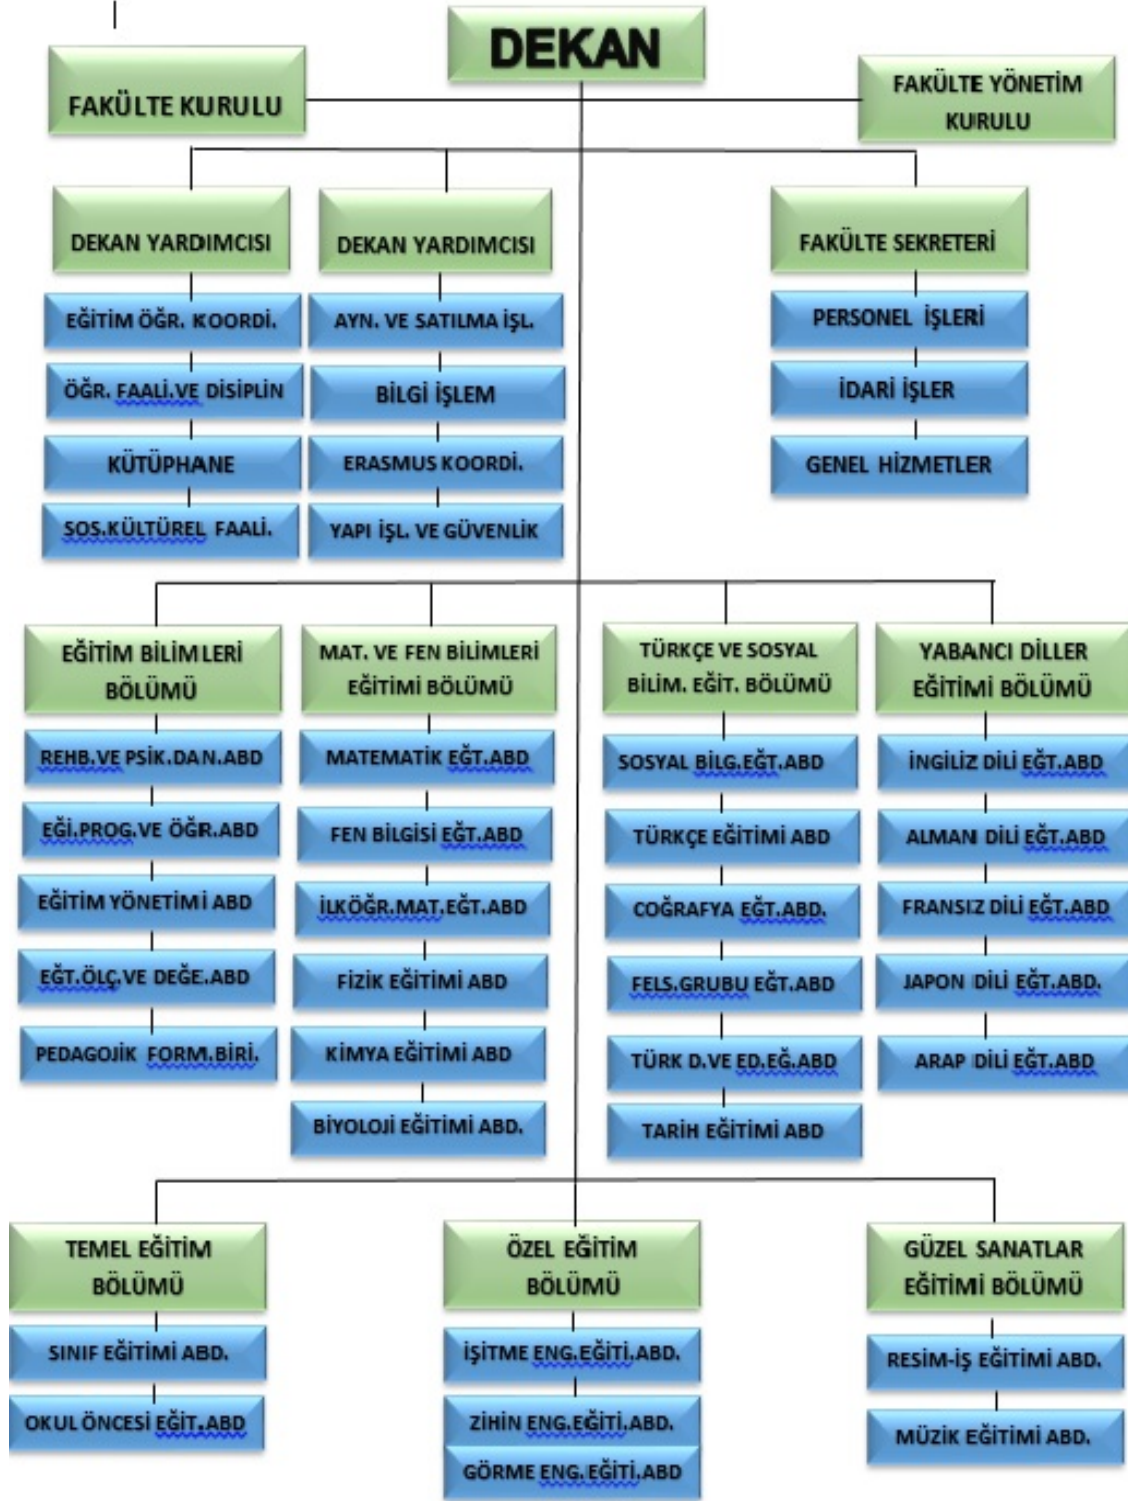 DEKAN
FAKÜLTE KURULU
FAKÜLTE YÖNETİM
KURULU
DEKAN YARDIMCISI
DEKAN YARDIMCISI
FAKÜLTE SEKRETERİ
EĞİTİM ÖĞR. KOORDİ.
ÖĞR. FAALİ.VE DİSİPLİN
KÜTÜPHANE
SOS.KÜLTÜREL FAALİ.
AYN. VE SATILMA İŞL.
BİLGİ İŞLEM
ERASMUS KOORDİ.
YAPI İŞL. VE GÜVENLİK
PERSONEL İŞLERİ
İDARİ İŞLER
GENEL HİZMETLER
EĞİTİM BİLİMLERİ
BÖLÜMÜ
REHB.VE PSİK.DAN.ABD
EĞİ.PROG.VE ÖĞR.ABD
EĞİTİM YÖNETİMİ ABD
EĞT.ÖLÇ.VE DEĞE.ABD
PEDAGOJİK FORM.BİRİ.
MAT. VE FEN BİLİMLERİ
EĞİTİMİ BÖLÜMÜ
MATEMATİK EĞT.ABD
FEN BİLGİSİ EĞT.ABD
İLKÖĞR.MAT.EĞT.ABD
FİZİK EĞİTİMİ ABD
KİMYA EĞİTİMİ ABD
BİYOLOJİ EĞİTİMİ ABD.
TÜRKÇE VE SOSYAL
BİLİM. EĞİT. BÖLÜMÜ
SOSYAL BİLG.EĞT.ABD
TÜRKÇE EĞİTİMİ ABD
COĞRAFYA EĞT.ABD.
FELS.GRUBU EĞT.ABD
TÜRK D.VE ED.EĞ.ABD
TARİH EĞİTİMİ ABD
YABANCI DİLLER
EĞİTİMİ BÖLÜMÜ
İNGİLİZ DİLİ EĞT.ABD
ALMAN DİLİ EĞT.ABD
FRANSIZ DİLİ EĞT.ABD
JAPON DİLİ EĞT.ABD.
ARAP DİLİ EĞT.ABD
TEMEL EĞİTİM
BÖLÜMÜ
SINIF EĞİTİMİ ABD.
OKUL ÖNCESİ EĞİT.ABD
ÖZEL EĞİTİM
BÖLÜMÜ
İŞİTME ENG.EĞİTİ.ABD.
ZİHİN ENG.EĞİTİ.ABD.
GÖRME ENG.EĞİTİ.ABD
GÜZEL SANATLAR
EĞİTİMİ BÖLÜMÜ
RESİM-İŞ EĞİTİMİ ABD.
MÜZİK EĞİTİMİ ABD.